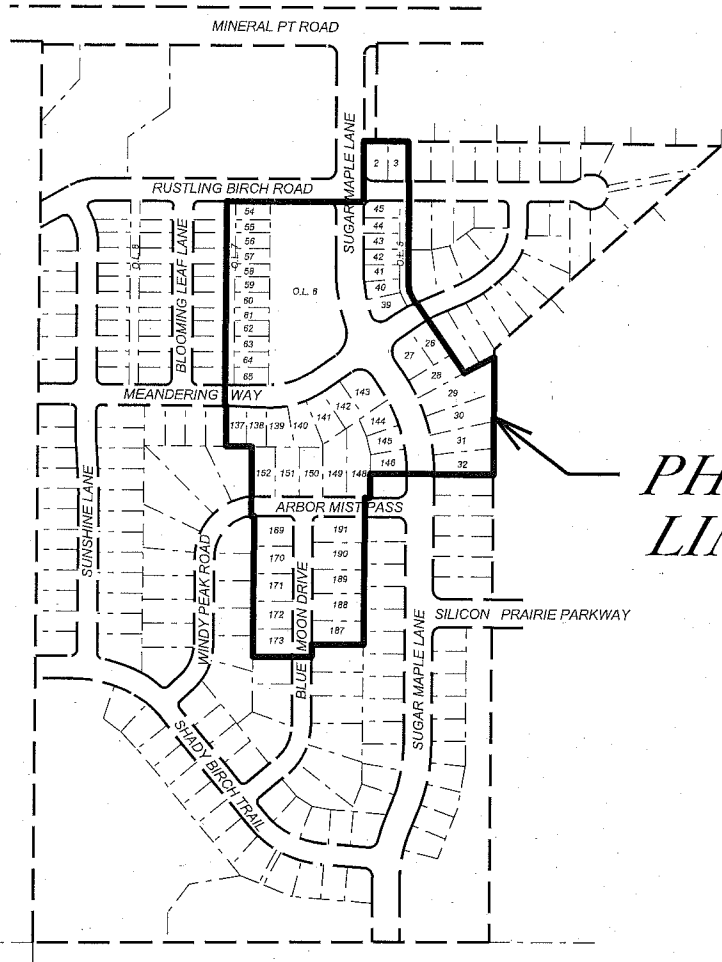 MINERAL PT ROAD
SUGAR MAPLE LANE
2 3
RUSTLING BIRCH ROAD
54
55
56
57
58
59
60
61
62
63
64
65
O.L. 8
O.L. 7
BLOOMING LEAF LANE
O.L. 6
45
44
43
42
41
40
39
O.L. 5
26
27
28
29
30
31
32
MEANDERING WAY
137 138 139 140 141 142 143
144
145
146
152 151 150 149 148
PH
LIN
ARBOR MIST PASS
SUNSHINE LANE
WINDY PEAK ROAD
169
170
171
172
173
BLUE MOON DRIVE
191
190
189
188
187
SUGAR MAPLE LANE
SILICON PRAIRIE PARKWAY
SHADY BIRCH TRAIL